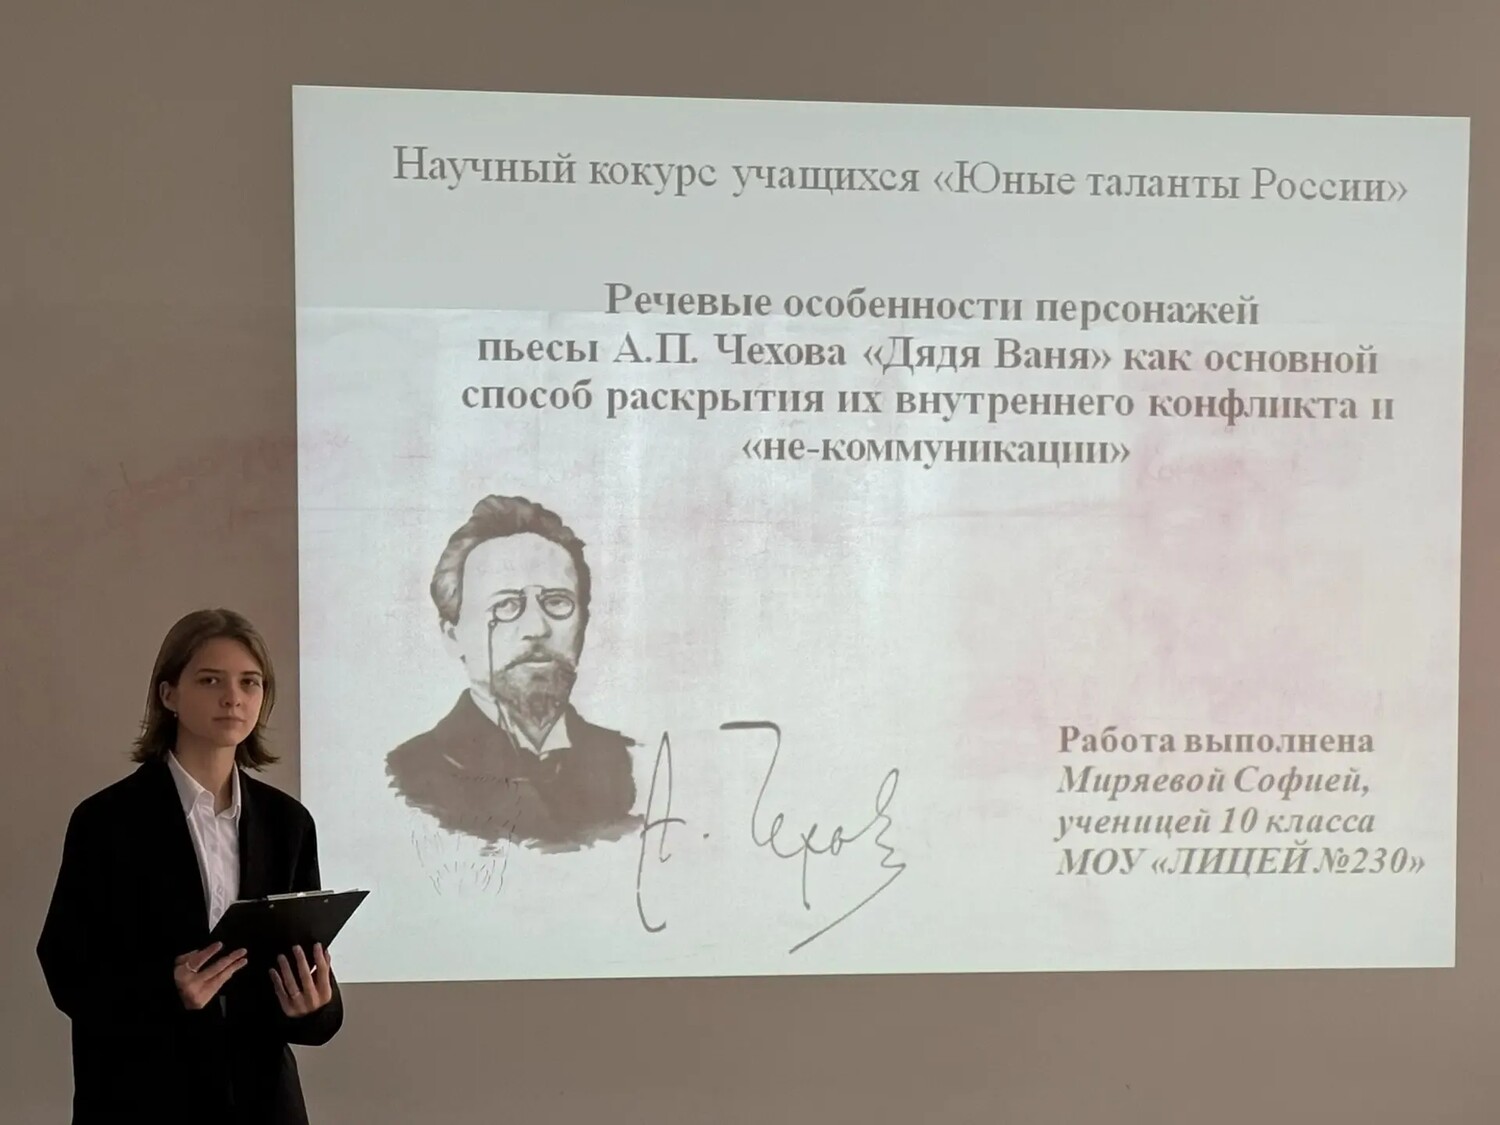 Научный кокурс учащихся «Юные таланты России»
Речевые особенности персонажей
пьесы А.П. Чехова «Дядя Ваня» как основной
способ раскрытия их внутреннего конфликта и
«не-коммуникации»
А. Чехов
Работа выполнена
Миряевой Софией,
ученицей 10 класса
МОУ «ЛИЦЕЙ №230»